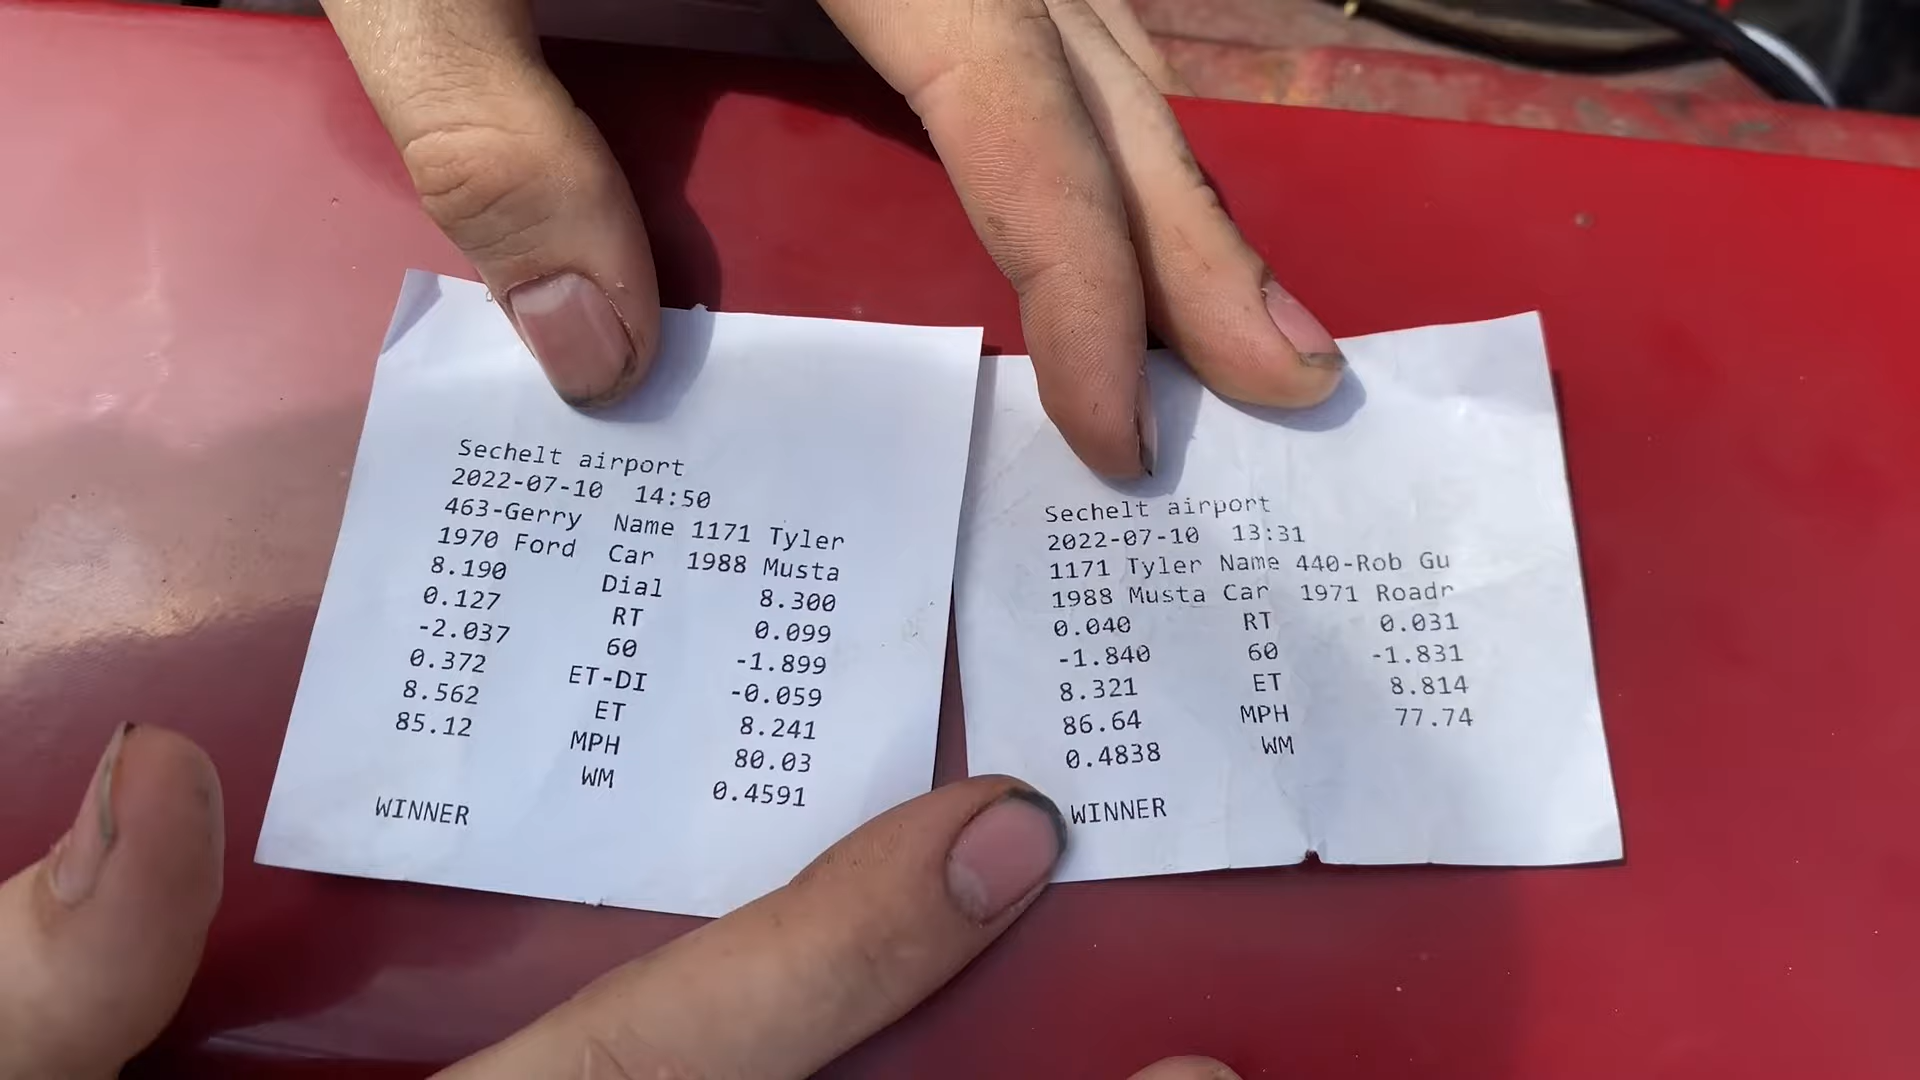 Sechelt airport
2022-07-10 14:50
463-Gerry Name 1171 Tyler
1970 Ford Car 1988 Musta
8.190 Dial 8.300
0.127 RT 0.099
-2.037 60 -1.899
0.372 ET-DI -0.059
8.562 ET 8.241
85.12 MPH 80.03
WM 0.4591
WINNER
Sechelt airport
2022-07-10 13:31
1171 Tyler Name 440-Rob Gu
1988 Musta Car 1971 Roadr
0.040 RT 0.031
-1.840 60 -1.831
8.321 ET 8.814
86.64 MPH 77.74
0.4838 WM
WINNER